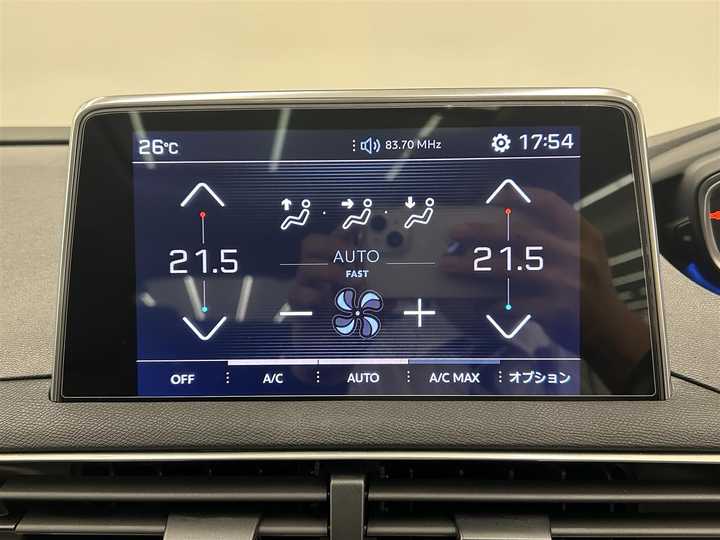 26°C 83.70 MHz 17:54
21.5 AUTO 21.5
FAST
OFF A/C AUTO A/C MAX オプション